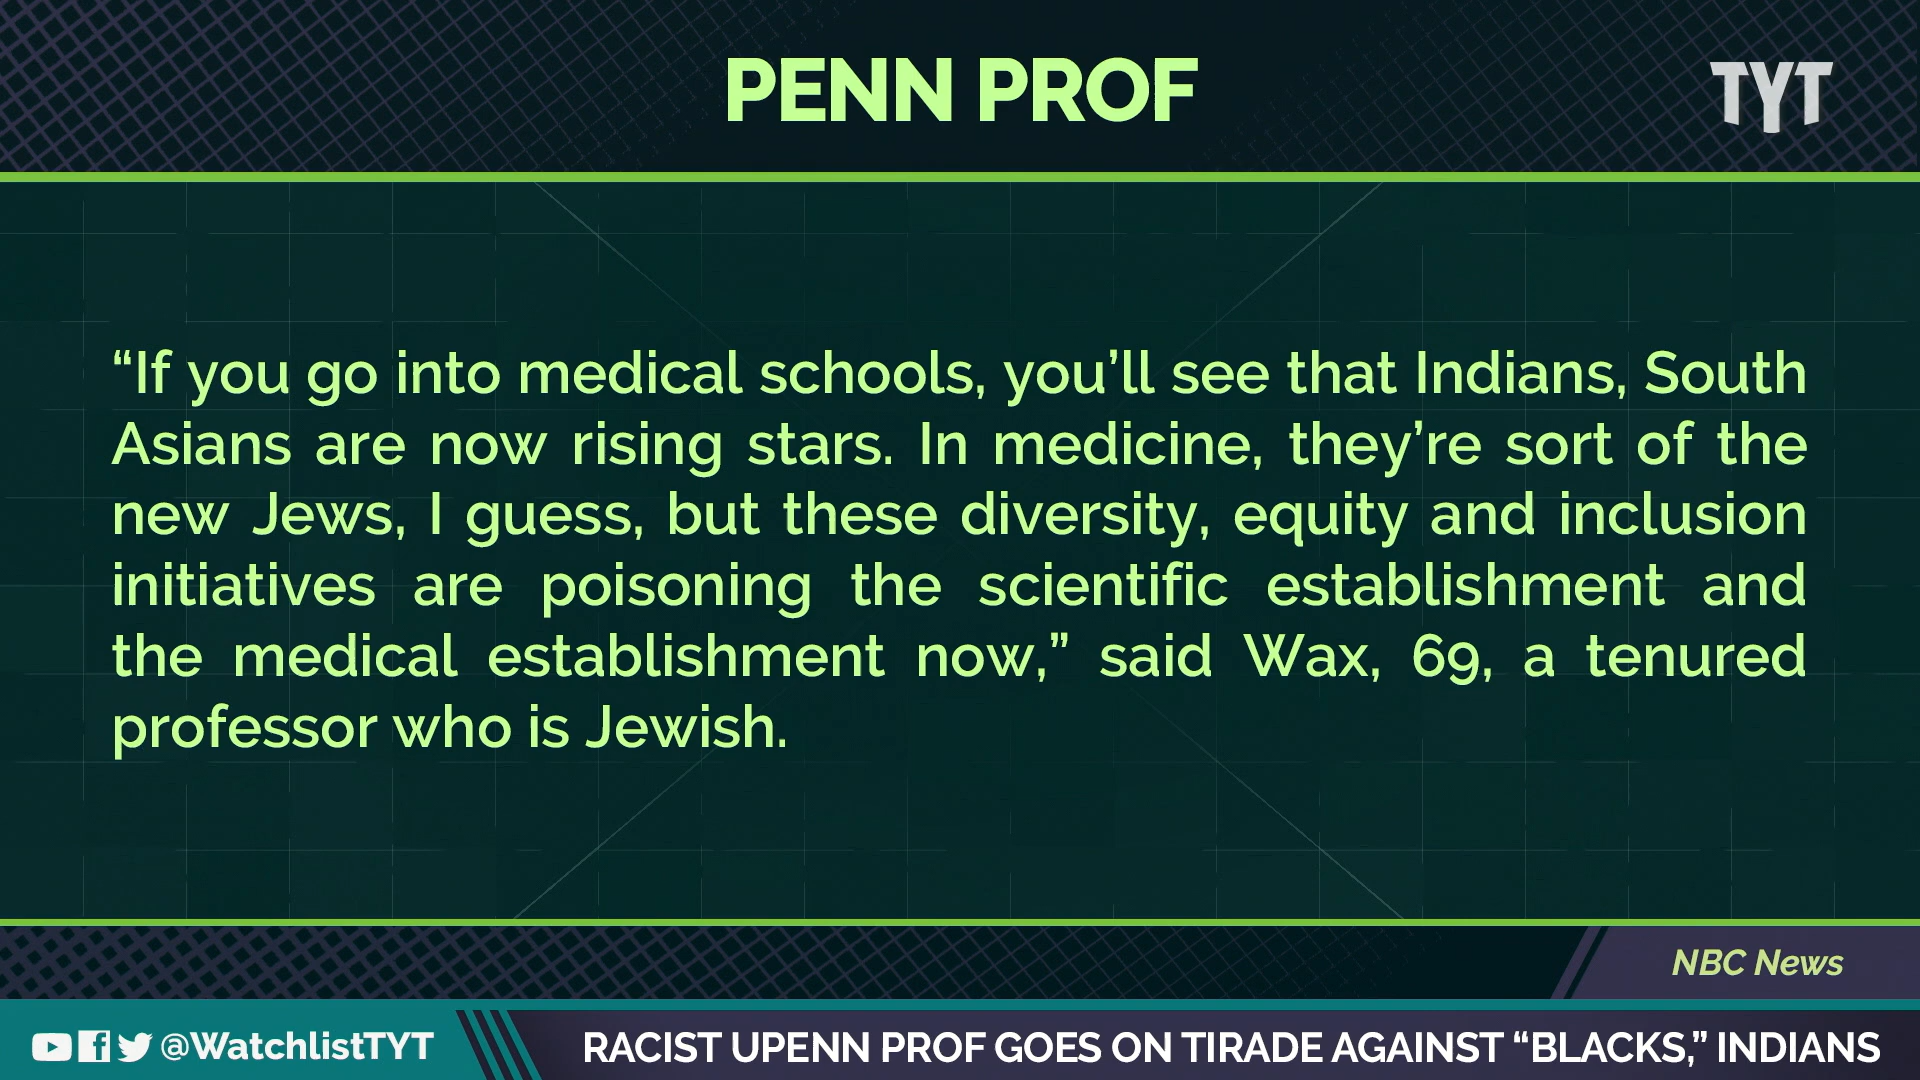 PENN PROF
TYT
“If you go into medical schools, you’ll see that Indians, South
Asians are now rising stars. In medicine, they’re sort of the
new Jews, I guess, but these diversity, equity and inclusion
initiatives are poisoning the scientific establishment and
the medical establishment now,” said Wax, 69, a tenured
professor who is Jewish.
NBC News
@WatchlistTYT
RACIST UPENN PROF GOES ON TIRADE AGAINST “BLACKS,” INDIANS